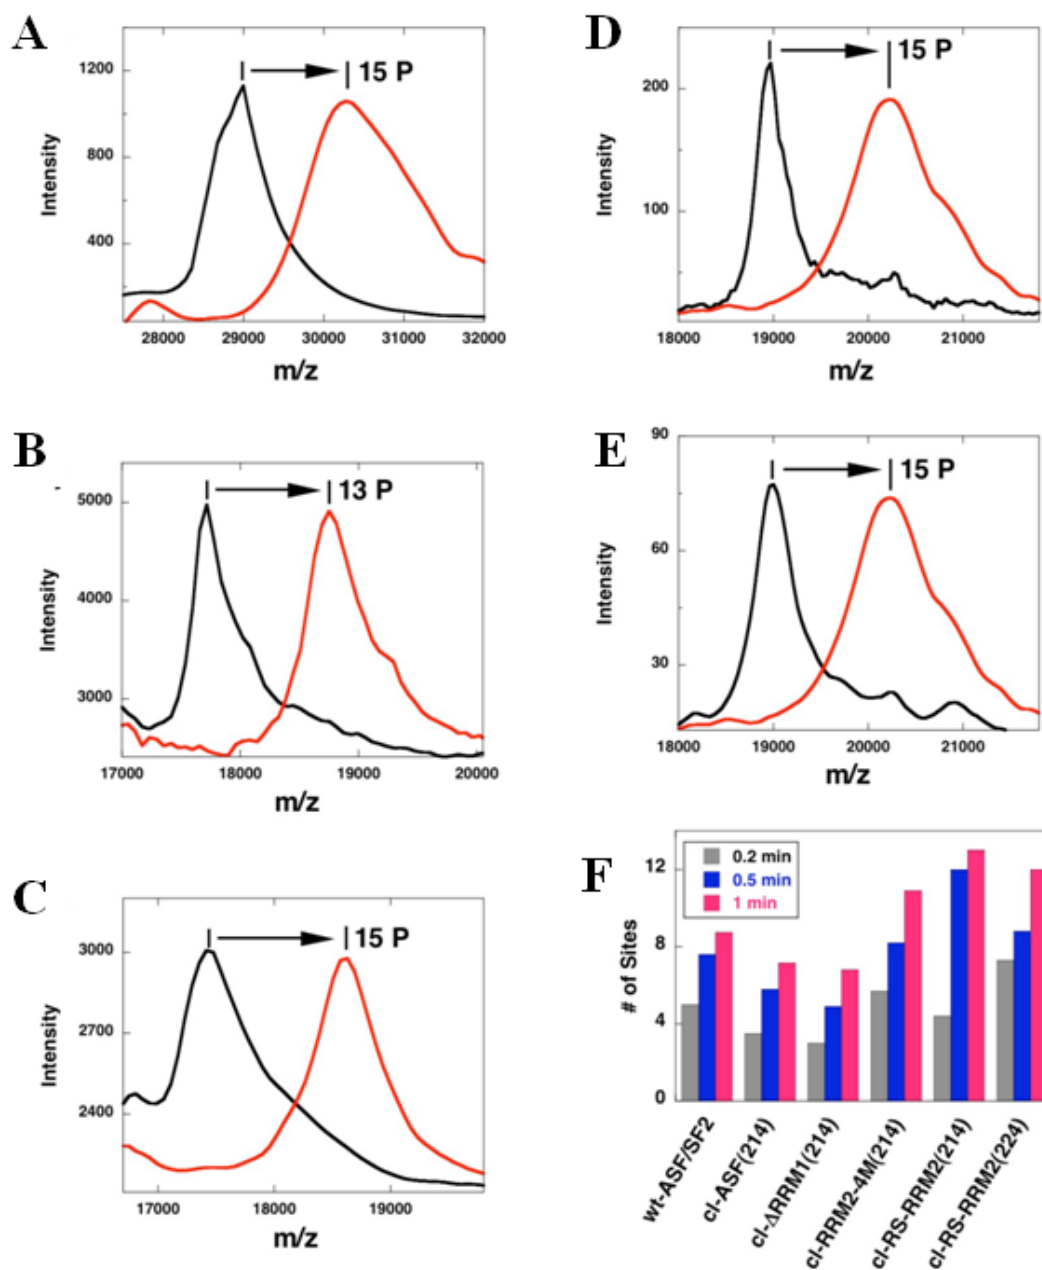 A
15 P
1200
800
400
Intensity
28000 29000 30000 31000 32000
m/z
B
13 P
5000
4000
3000
Intensity
17000 18000 19000 20000
m/z
C
15 P
3000
2700
2400
Intensity
17000 18000 19000
m/z
D
15 P
200
100
Intensity
18000 19000 20000 21000
m/z
E
15 P
90
60
30
Intensity
18000 19000 20000 21000
m/z
F
0.2 min
0.5 min
1 min
12
8
4
0
# of Sites
wt-ASF/SF2
cl-ASF(214)
cl-ΔRRM1(214)
cl-RRM2-4M(214)
cl-RS-RRM2(214)
cl-RS-RRM2(224)